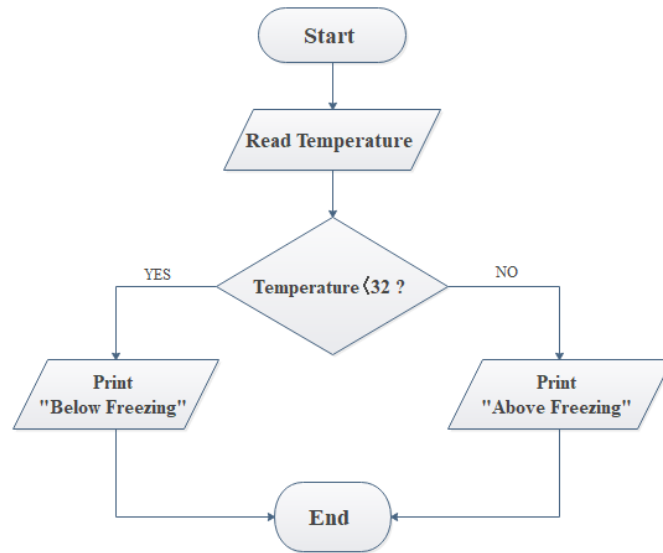 Start
Read Temperature
Temperature〈32 ?
YES
NO
Print
"Below Freezing"
Print
"Above Freezing"
End